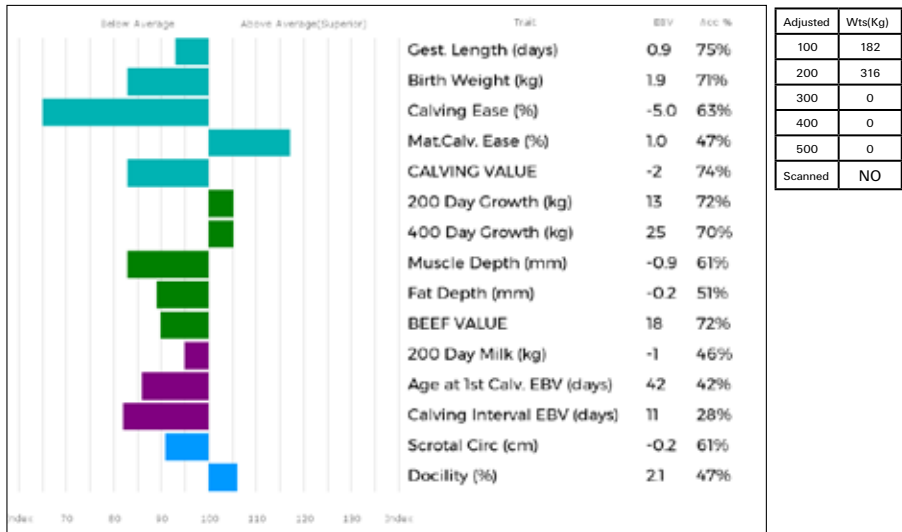 Below Average Above Average(Superior) Trait EBV Acc %
Gest. Length (days) 0.9 75%
Birth Weight (kg) 1.9 71%
Calving Ease (%) -5.0 63%
Mat.Calv. Ease (%) 1.0 47%
CALVING VALUE -2 74%
200 Day Growth (kg) 13 72%
400 Day Growth (kg) 25 70%
Muscle Depth (mm) -0.9 61%
Fat Depth (mm) -0.2 51%
BEEF VALUE 18 72%
200 Day Milk (kg) -1 46%
Age at 1st Calv. EBV (days) 42 42%
Calving Interval EBV (days) 11 28%
Scrotal Circ (cm) -0.2 61%
Docility (%) 2.1 47%
Index 70 80 90 100 110 120 130 Index
Adjusted Wts(Kg)
100 182
200 316
300 0
400 0
500 0
Scanned NO